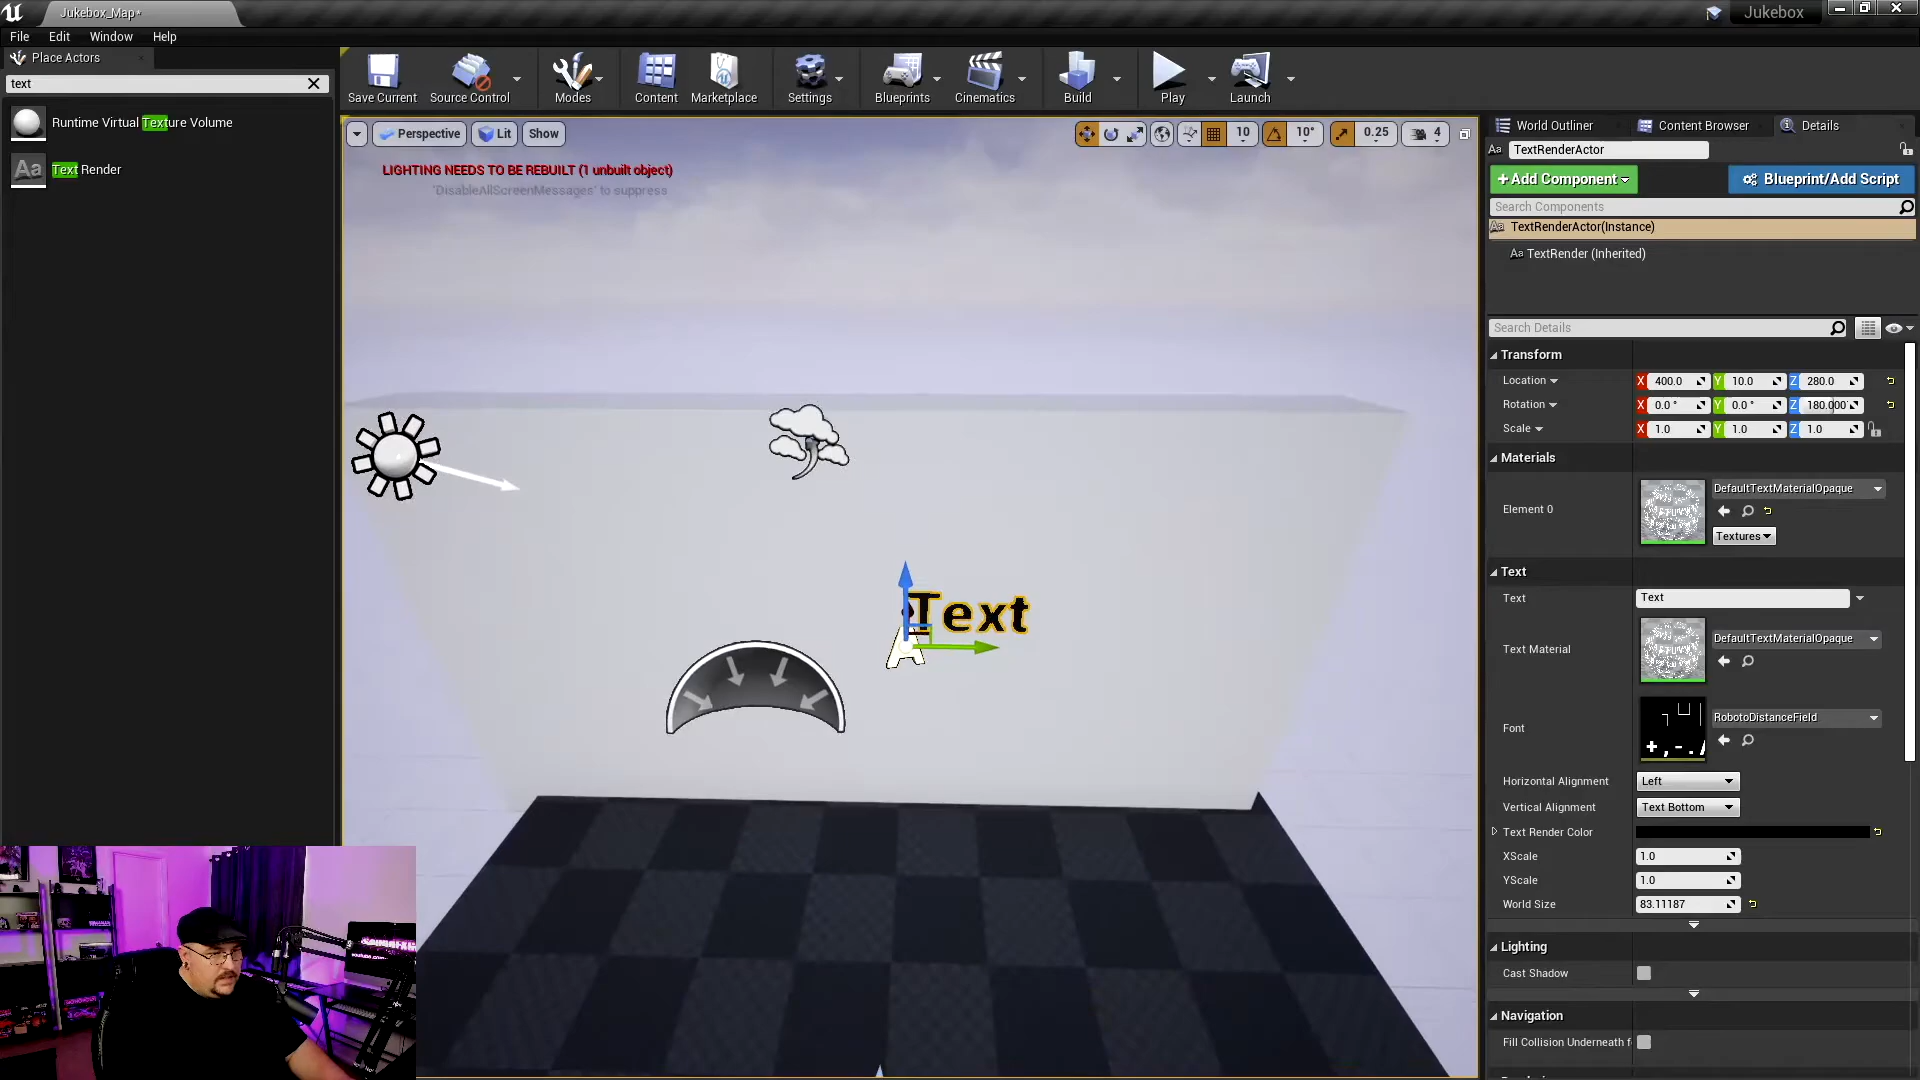 Jukebox_Map*
Jukebox
File Edit Window Help
Place Actors
text
Runtime Virtual Texture Volume
Aa Text Render
Save Current
Source Control
Modes
Content
Marketplace
Settings
Blueprints
Cinematics
Build
Play
Launch
Perspective Lit Show
10 10° 0.25 4
LIGHTING NEEDS TO BE REBUILT (1 unbuilt object)
'DisableAllScreenMessages' to suppress
Text
World Outliner
Content Browser
Details
Aa TextRenderActor
+ Add Component
Blueprint/Add Script
Search Components
Aa TextRenderActor(Instance)
Aa TextRender (Inherited)
Search Details
Transform
Location X 400.0 Y 10.0 Z 280.0
Rotation X 0.0 ° Y 0.0 ° Z 180.000°
Scale X 1.0 Y 1.0 Z 1.0
Materials
Element 0
DefaultTextMaterialOpaque
Textures
Text
Text Text
Text Material
DefaultTextMaterialOpaque
Font
RobotoDistanceField
Horizontal Alignment Left
Vertical Alignment Text Bottom
Text Render Color
XScale 1.0
YScale 1.0
World Size 83.11187
Lighting
Cast Shadow
Navigation
Fill Collision Underneath f